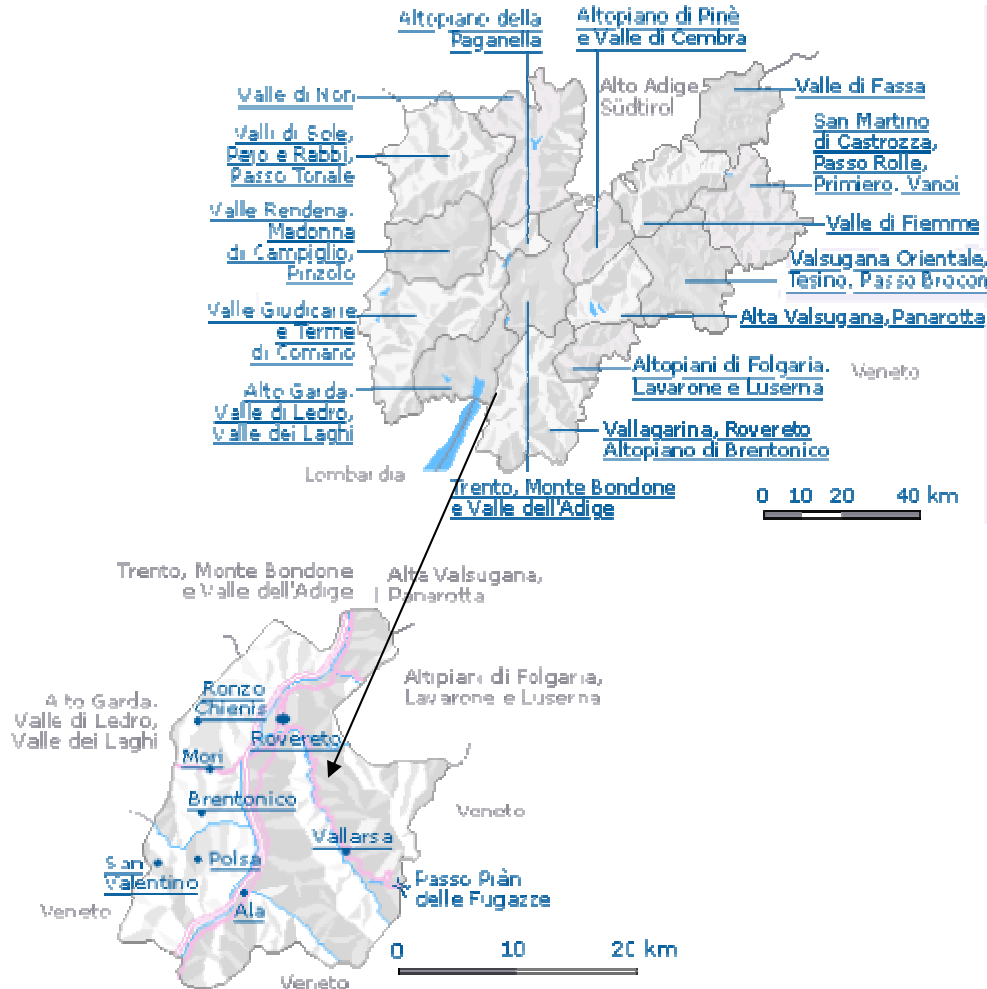 Altopiano della
Paganella
Altopiano di Pinè
e Valle di Cembra
Alto Adige
Südtirol
Valle di Fassa
Valle di Non
San Martino
di Castrozza,
Passo Rolle,
Primiero, Vanoi
Valli di Sole,
Pejo e Rabbi,
Passo Tonale
Valle Rendena,
Madonna
di Campiglio,
Pinzolo
Valle di Fiemme
Valsugana Orientale,
Tesino, Passo Brocon
Valle Giudicarie
e Terme
di Comano
Alta Valsugana, Panarotta
Altopiani di Folgaria,
Lavarone e Luserna
Veneto
Alto Garda,
Valle di Ledro,
Valle dei Laghi
Vallagarina, Rovereto
Altopiano di Brentonico
Lombardia
Trento, Monte Bondone
e Valle dell'Adige
0 10 20 40 km
Trento, Monte Bondone
e Valle dell'Adige
Alta Valsugana,
Panarotta
Altipiani di Folgaria,
Lavarone e Luserna
Ronzo
Chienis
Alto Garda,
Valle di Ledro,
Valle dei Laghi
Rovereto
Mori
Brentonico
Veneto
Vallarsa
San
Valentino
Polsa
Passo Piàn
delle Fugazze
Veneto
Ala
0 10 20 km
Veneto